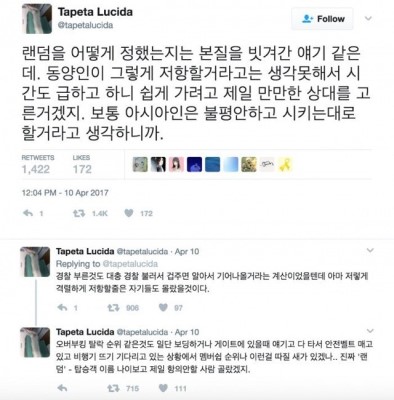 Tapeta Lucida
@tapetalucida
Follow
랜덤을 어떻게 정했는지는 본질을 빗겨간 얘기 같은
데. 동양인이 그렇게 저항할거라고는 생각못해서 시
간도 급하고 하니 쉽게 가려고 제일 만만한 상대를 고
른거겠지. 보통 아시아인은 불평안하고 시키는대로
할거라고 생각하니까.
RETWEETS LIKES
1,422 172
12:04 PM - 10 Apr 2017
1 1.4K 172
Tapeta Lucida @tapetalucida · Apr 10
Replying to @tapetalucida
경찰 부른것도 대충 경찰 불러서 겁주면 알아서 기어나올거라는 계산이었을텐데 아마 저렇게
격렬하게 저항할줄은 자기들도 몰랐을것이다.
1 906 97
Tapeta Lucida @tapetalucida · Apr 10
오버부킹 탈락 순위 같은것도 일단 보딩하거나 게이트에 있을때 얘기고 다 타서 안전벨트 매고
있고 비행기 뜨기 기다리고 있는 상황에서 멤버쉽 순위나 이런걸 따질 새가 있겠나.. 진짜 '랜
덤' - 탑승객 이름 나이보고 제일 항의안할 사람 골랐겠지.
1 715 111